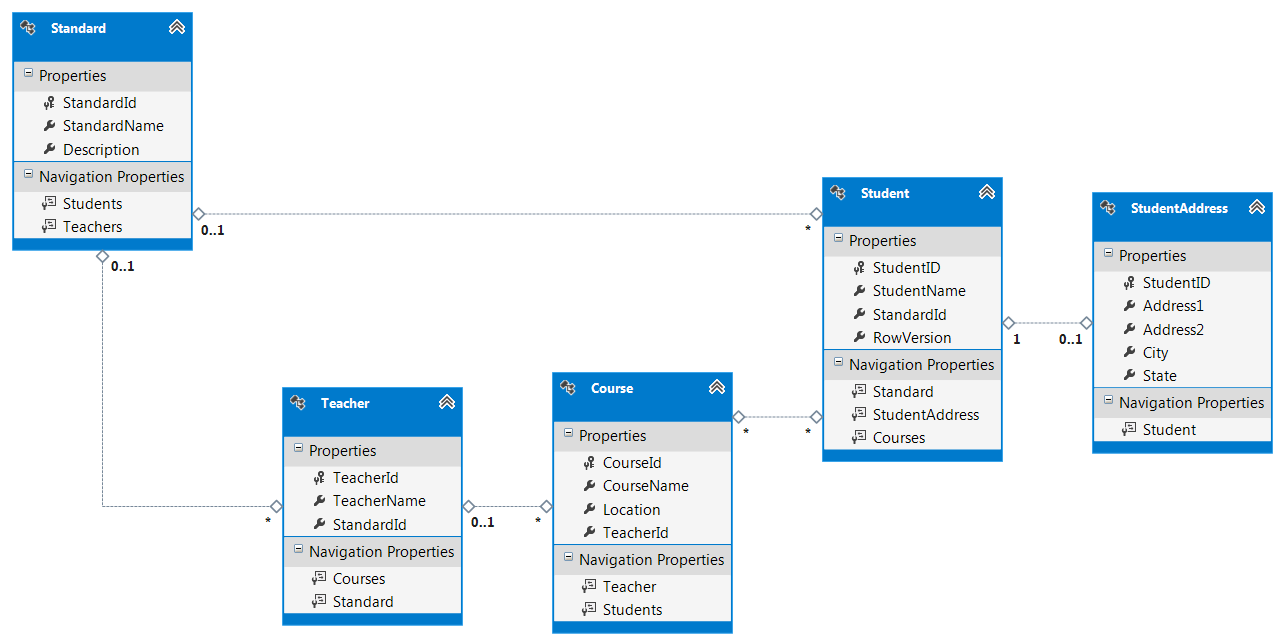 Standard
Properties
StandardId
StandardName
Description
Navigation Properties
Students
Teachers
0..1
*
0..1
*
Student
Properties
StudentID
StudentName
StandardId
RowVersion
Navigation Properties
Standard
StudentAddress
Courses
1
0..1
StudentAddress
Properties
StudentID
Address1
Address2
City
State
Navigation Properties
Student
Teacher
Properties
TeacherId
TeacherName
StandardId
Navigation Properties
Courses
Standard
0..1
*
Course
Properties
CourseId
CourseName
Location
TeacherId
Navigation Properties
Teacher
Students
*
*